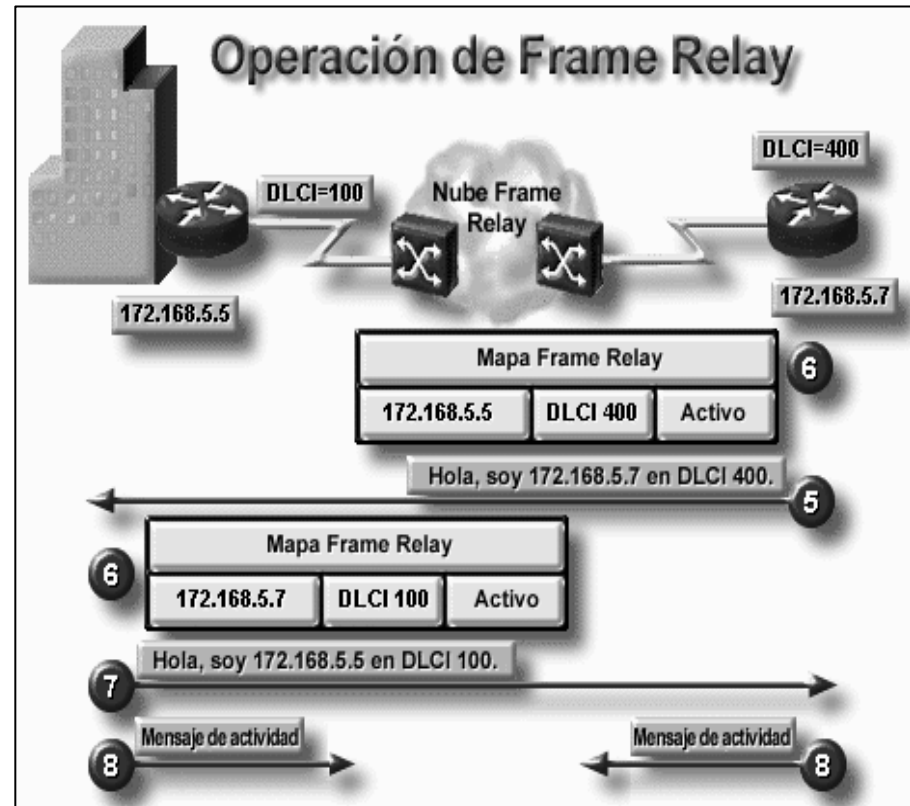 Operación de Frame Relay
DLCI=100
Nube Frame
Relay
DLCI=400
172.168.5.5
172.168.5.7
Mapa Frame Relay
172.168.5.5 DLCI 400 Activo
6
Hola, soy 172.168.5.7 en DLCI 400.
5
Mapa Frame Relay
6
172.168.5.7 DLCI 100 Activo
Hola, soy 172.168.5.5 en DLCI 100.
7
Mensaje de actividad
8
Mensaje de actividad
8